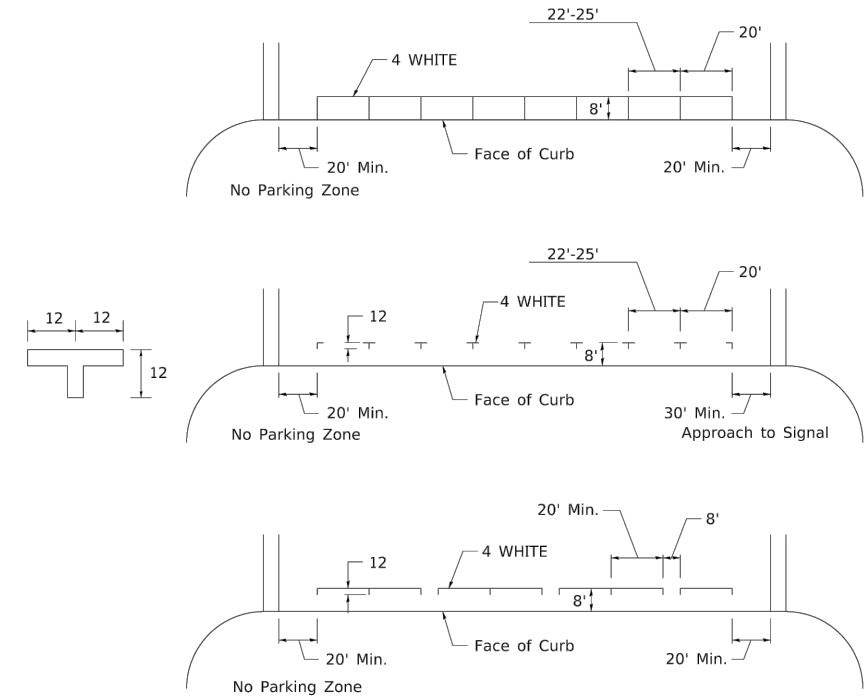 22'-25'
20'
4 WHITE
8'
Face of Curb
20' Min.
20' Min.
No Parking Zone
22'-25'
20'
12
4 WHITE
12 12
8'
12
Face of Curb
20' Min.
30' Min.
No Parking Zone
Approach to Signal
20' Min.
8'
12
4 WHITE
8'
Face of Curb
20' Min.
20' Min.
No Parking Zone